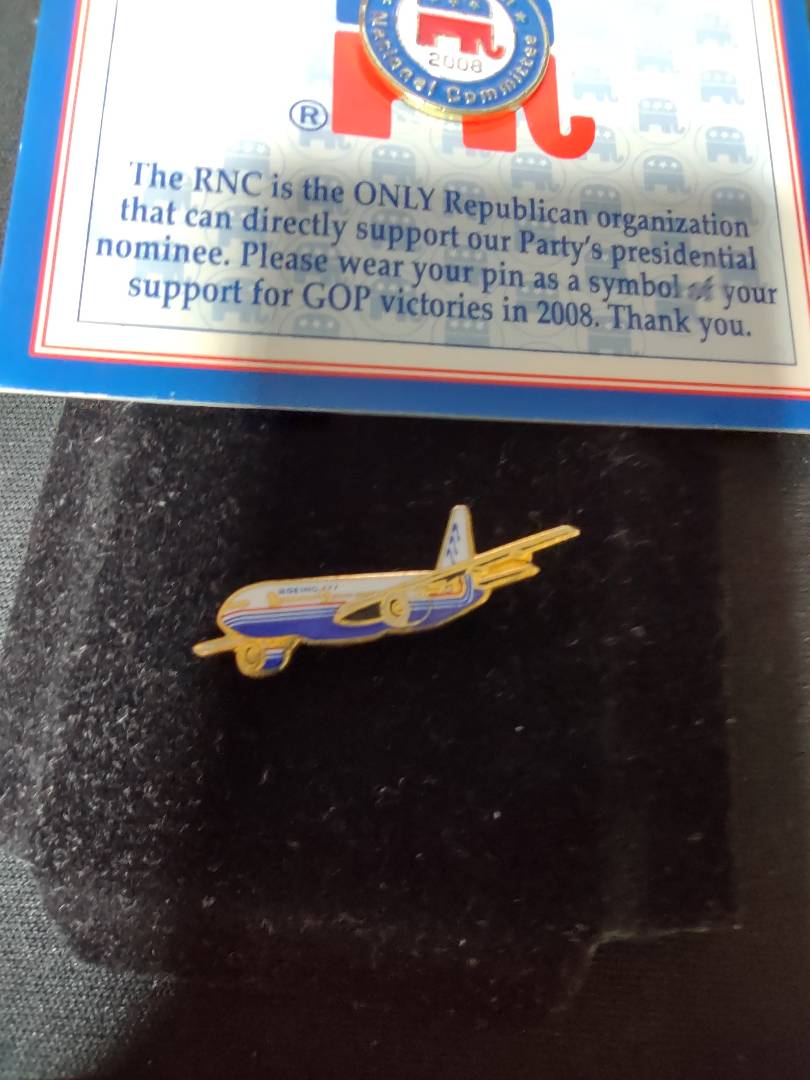 2008
National Committee
®
The RNC is the ONLY Republican organization
that can directly support our Party's presidential
nominee. Please wear your pin as a symbol of your
support for GOP victories in 2008. Thank you.
BOEING 777